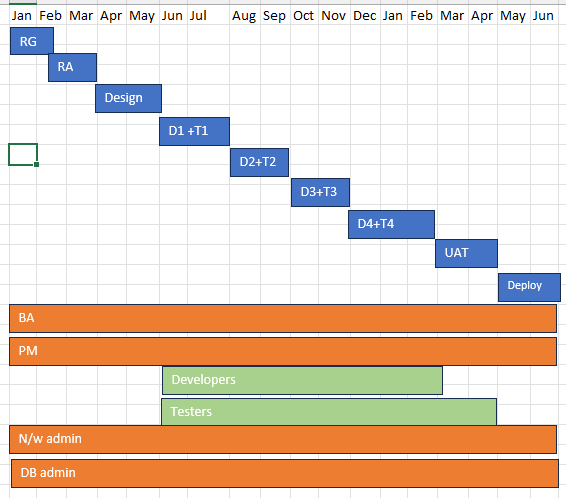 Jan Feb Mar Apr May Jun Jul Aug Sep Oct Nov Dec Jan Feb Mar Apr May Jun
RG
RA
Design
D1 +T1
D2+T2
D3+T3
D4+T4
UAT
Deploy
BA
PM
Developers
Testers
N/w admin
DB admin